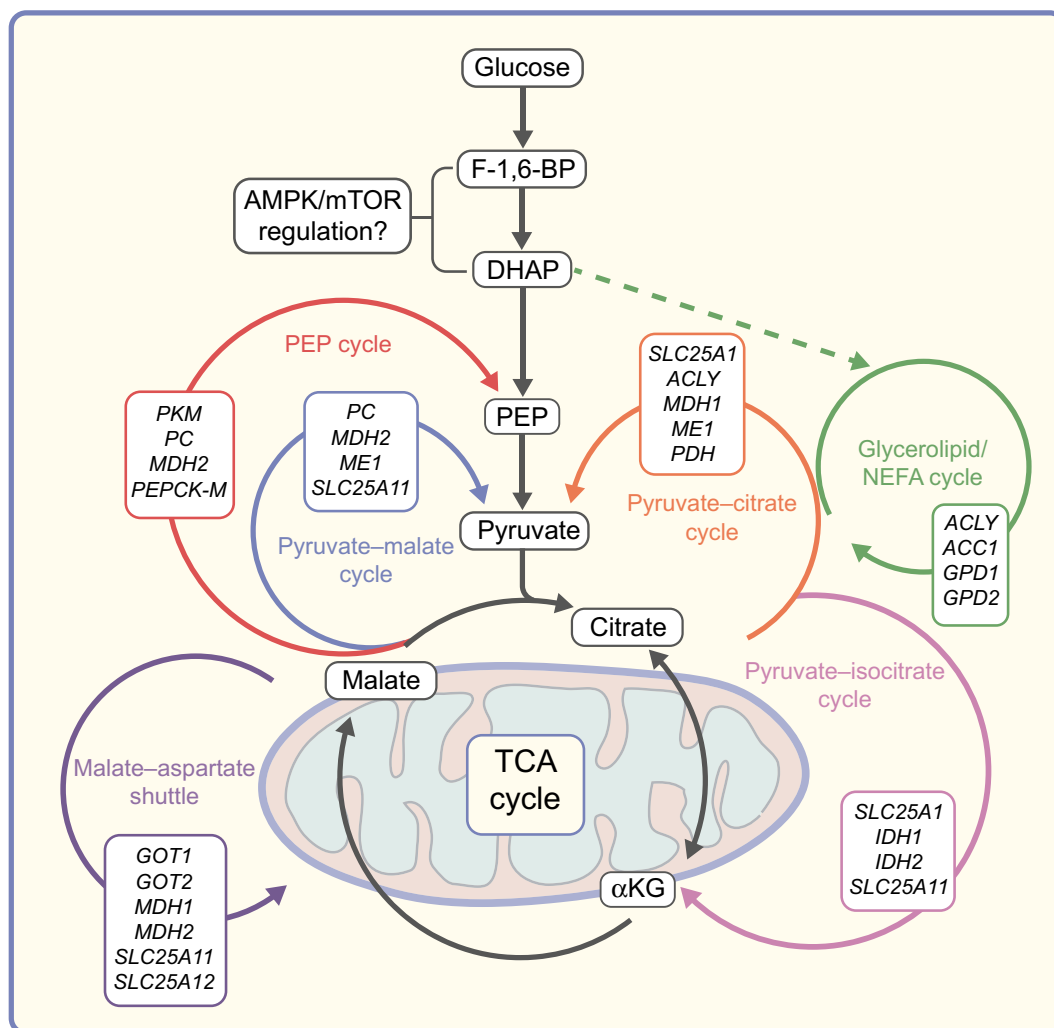 Glucose
F-1,6-BP
AMPK/mTOR
regulation?
DHAP
PEP cycle
SLC25A1
ACLY
MDH1
ME1
PDH
PKM
PC
MDH2
PEPCK-M
PC
MDH2
ME1
SLC25A11
PEP
Glycerolipid/
NEFA cycle
Pyruvate–citrate
cycle
Pyruvate
Pyruvate–malate
cycle
ACLY
ACC1
GPD1
GPD2
Citrate
Malate
Pyruvate–isocitrate
cycle
TCA
cycle
Malate–aspartate
shuttle
SLC25A1
IDH1
IDH2
SLC25A11
GOT1
GOT2
MDH1
MDH2
SLC25A11
SLC25A12
αKG